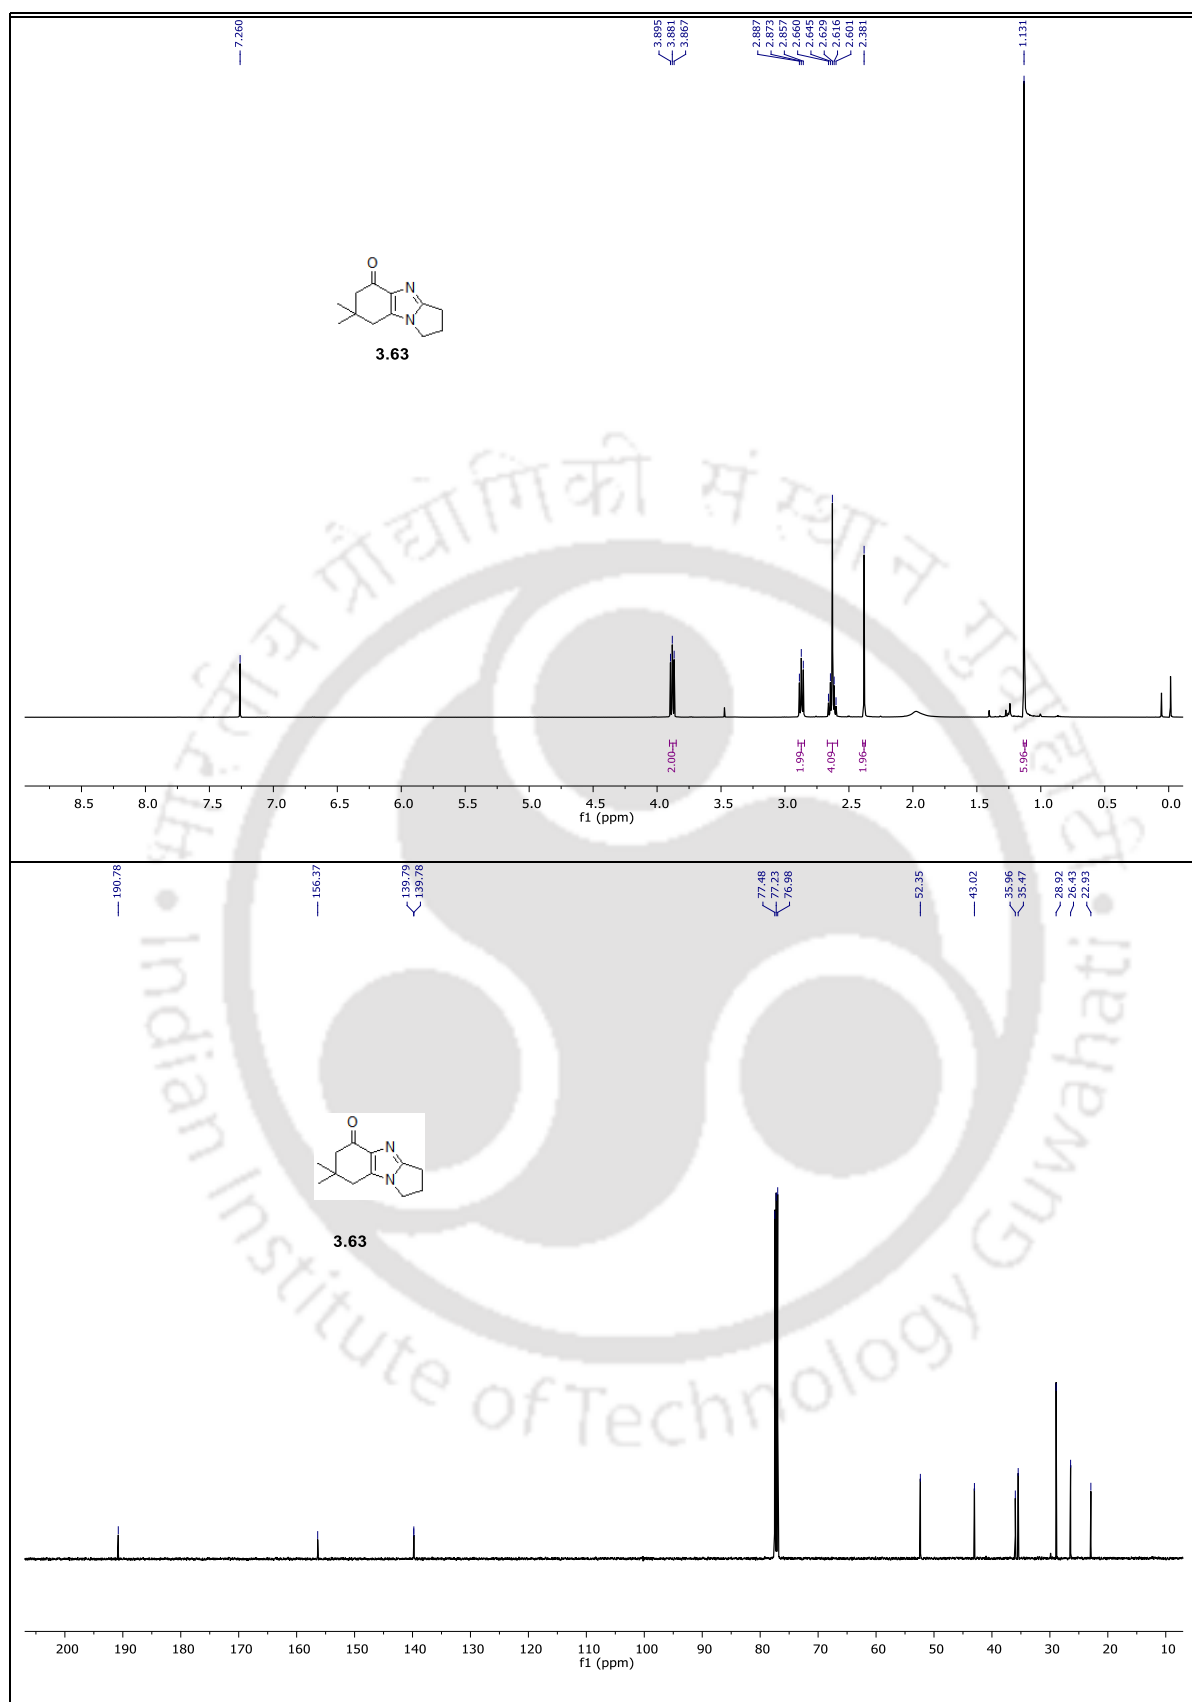 7.260
3.895
3.881
3.867
2.887
2.873
2.857
2.660
2.645
2.629
2.616
2.601
2.381
1.131
O
N
N
3.63
2.00
1.99
4.09
1.96
5.96
8.5 8.0 7.5 7.0 6.5 6.0 5.5 5.0 4.5 4.0 3.5 3.0 2.5 2.0 1.5 1.0 0.5 0.0
f1 (ppm)
190.78
156.37
139.79
139.78
77.48
77.23
76.98
52.35
43.02
35.96
35.47
28.92
26.43
22.93
O
N
N
3.63
200 190 180 170 160 150 140 130 120 110 100 90 80 70 60 50 40 30 20 10
f1 (ppm)
भारतीय प्रौद्योगिकी संस्थान गुवाहाटी
Indian Institute of Technology Guwahati